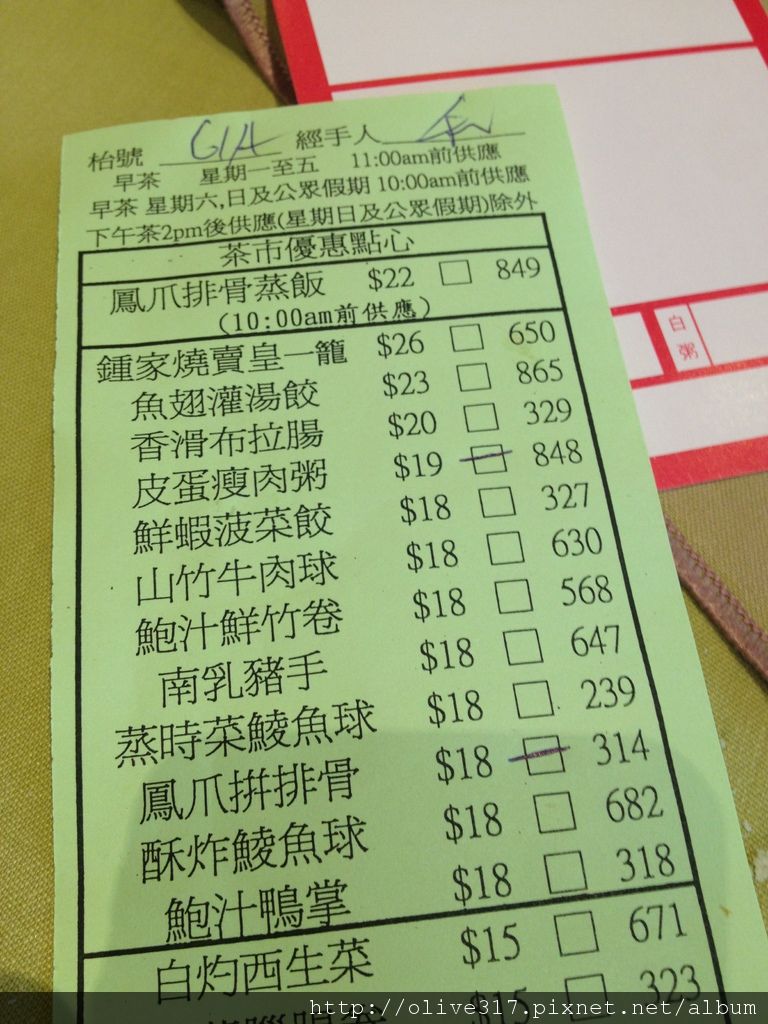 枱號 G1A 經手人
早茶 星期一至五 11:00am前供應
早茶 星期六,日及公眾假期 10:00am前供應
下午茶2pm後供應(星期日及公眾假期)除外
茶市優惠點心
鳳爪排骨蒸飯 $22 849
(10:00am前供應)
鍾家燒賣皇一籠 $26 650
魚翅灌湯餃 $23 865
香滑布拉腸 $20 329
皮蛋瘦肉粥 $19 848
鮮蝦菠菜餃 $18 327
山竹牛肉球 $18 630
鮑汁鮮竹卷 $18 568
南乳豬手 $18 647
蒸時菜鯪魚球 $18 239
鳳爪拼排骨 $18 314
酥炸鯪魚球 $18 682
鮑汁鴨掌 $18 318
白灼西生菜 $15 671
$15 323
白粥
http://olive317.pixnet.net/album